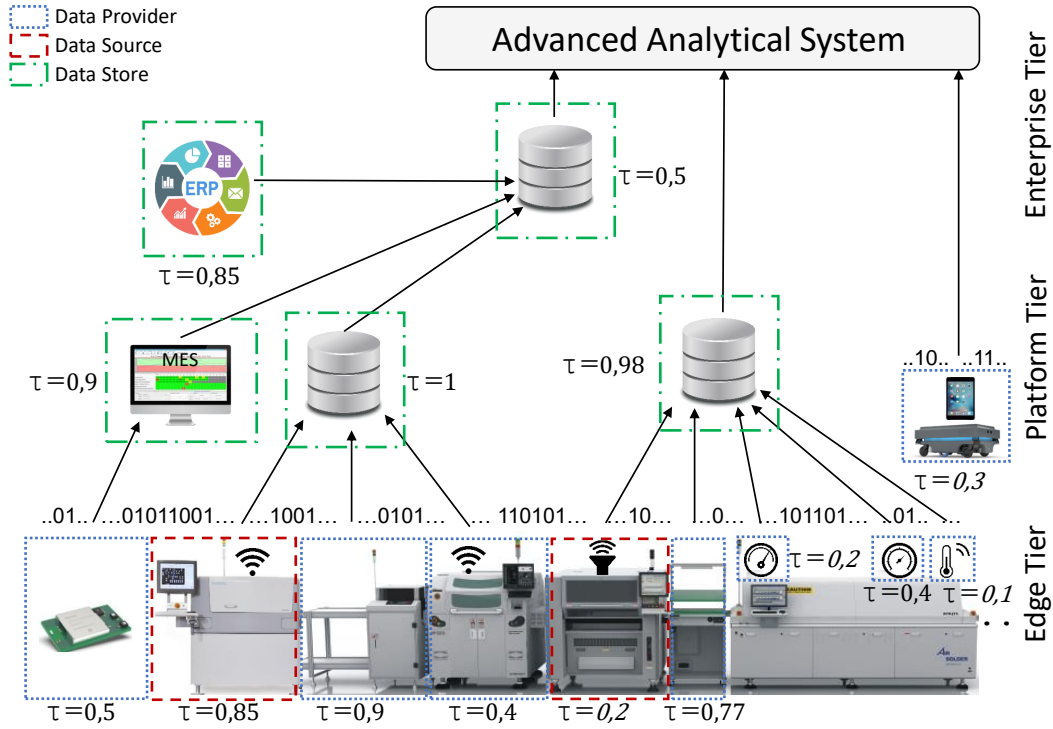 Data Provider
Data Source
Data Store
Advanced Analytical System
Enterprise Tier
ERP
τ=0,5
τ=0,85
Platform Tier
MES
τ=0,9
τ=1
τ=0,98
..10.. ..11..
τ=0,3
..01.. ...01011001... ...1001... ...0101... ... 110101... ...10... ..0... ...101101... ..01.. ...
Edge Tier
τ=0,2
τ=0,4
τ=0,1
. .
τ=0,5
τ=0,85
τ=0,9
τ=0,4
τ=0,2
τ=0,77
AIR
SOLDER